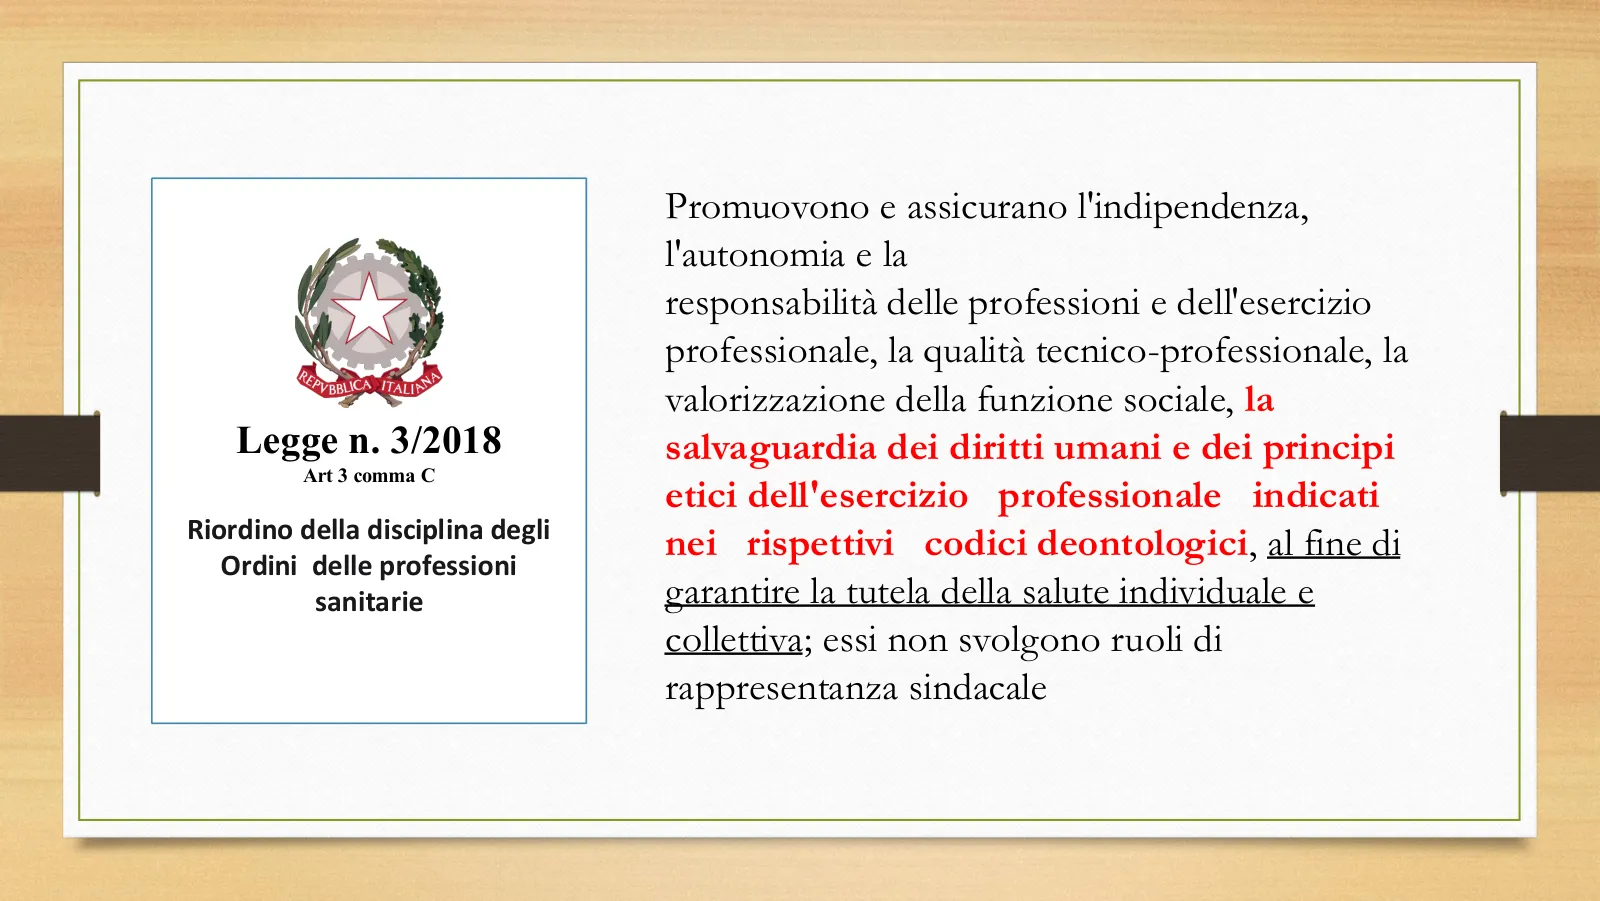 REPVBBLICA ITALIANA
Legge n. 3/2018
Art 3 comma C
Riordino della disciplina degli
Ordini delle professioni
sanitarie
Promuovono e assicurano l'indipendenza,
l'autonomia e la
responsabilità delle professioni e dell'esercizio
professionale, la qualità tecnico-professionale, la
valorizzazione della funzione sociale, la
salvaguardia dei diritti umani e dei principi
etici dell'esercizio professionale indicati
nei rispettivi codici deontologici, al fine di
garantire la tutela della salute individuale e
collettiva; essi non svolgono ruoli di
rappresentanza sindacale